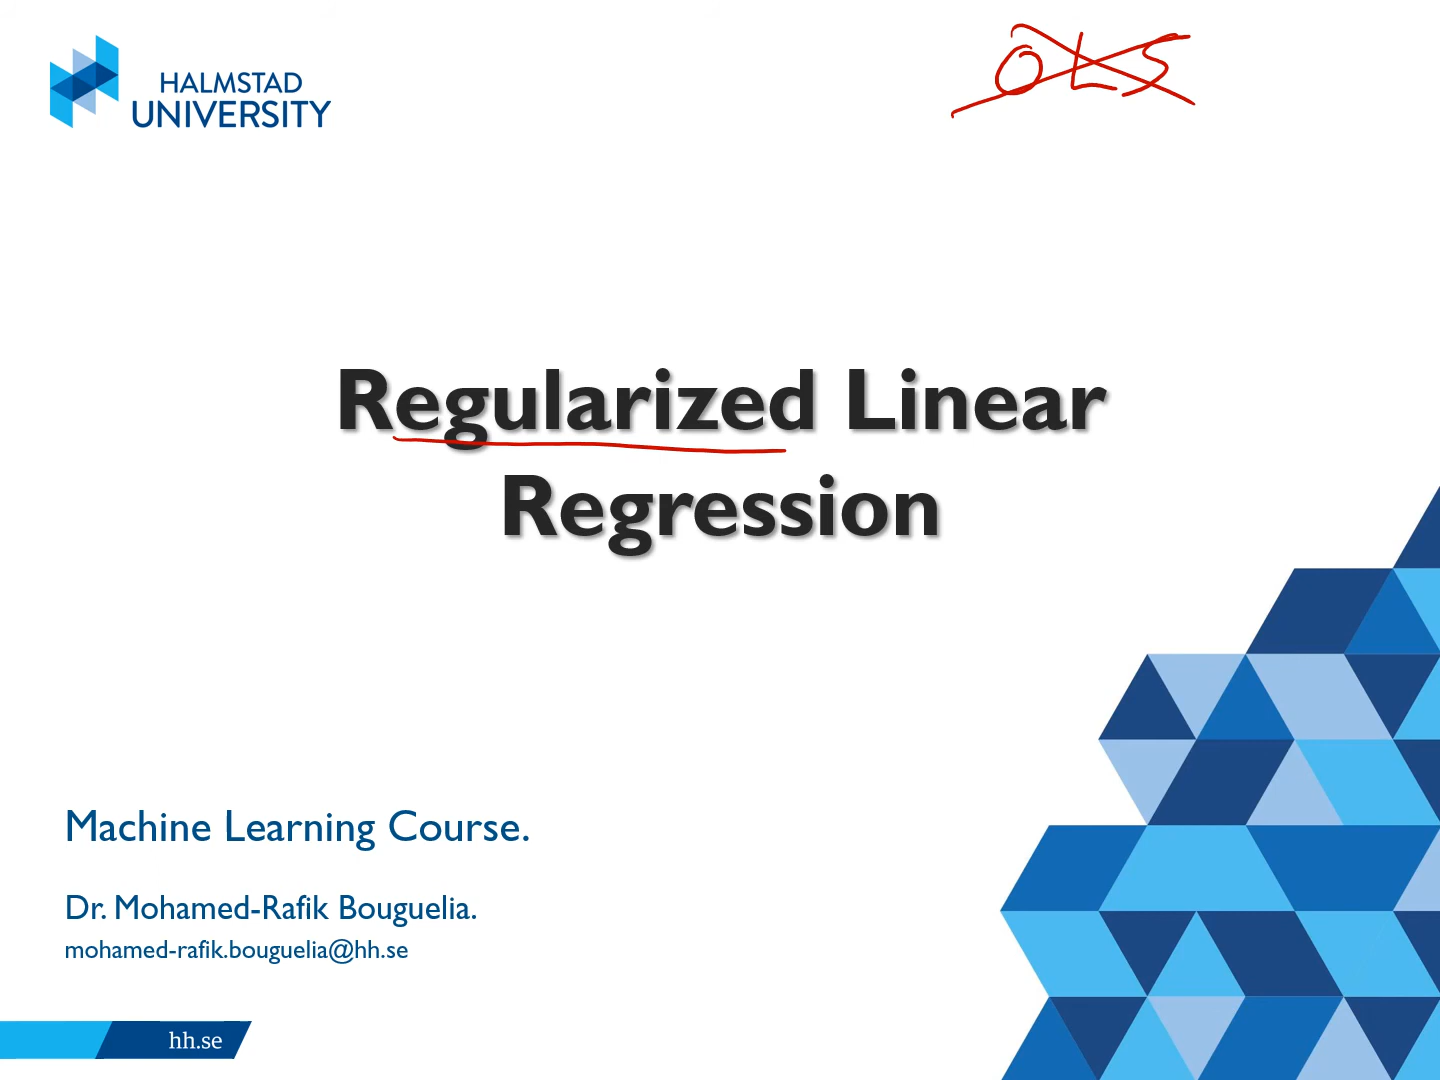 HALMSTAD
UNIVERSITY
OLS
Regularized Linear
Regression
Machine Learning Course.
Dr. Mohamed-Rafik Bouguelia.
mohamed-rafik.bouguelia@hh.se
hh.se